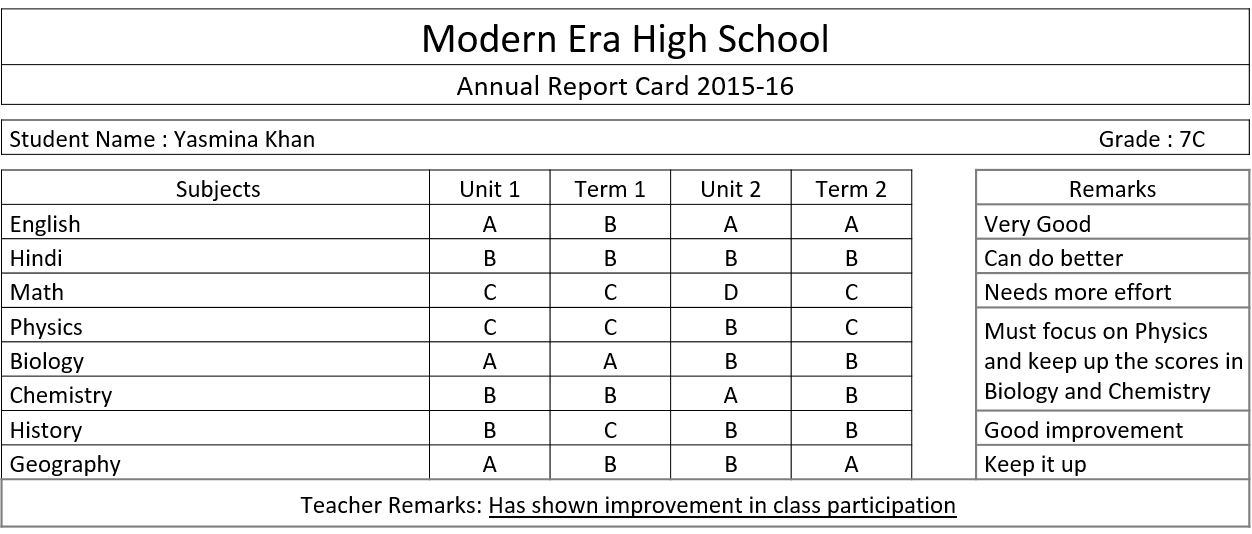 Modern Era High School
Annual Report Card 2015-16
Student Name : Yasmina Khan Grade : 7C
Subjects Unit 1 Term 1 Unit 2 Term 2 Remarks
English A B A A Very Good
Hindi B B B B Can do better
Math C C D C Needs more effort
Physics C C B C Must focus on Physics
Biology A A B B and keep up the scores in
Chemistry B B A B Biology and Chemistry
History B C B B Good improvement
Geography A B B A Keep it up
Teacher Remarks: Has shown improvement in class participation